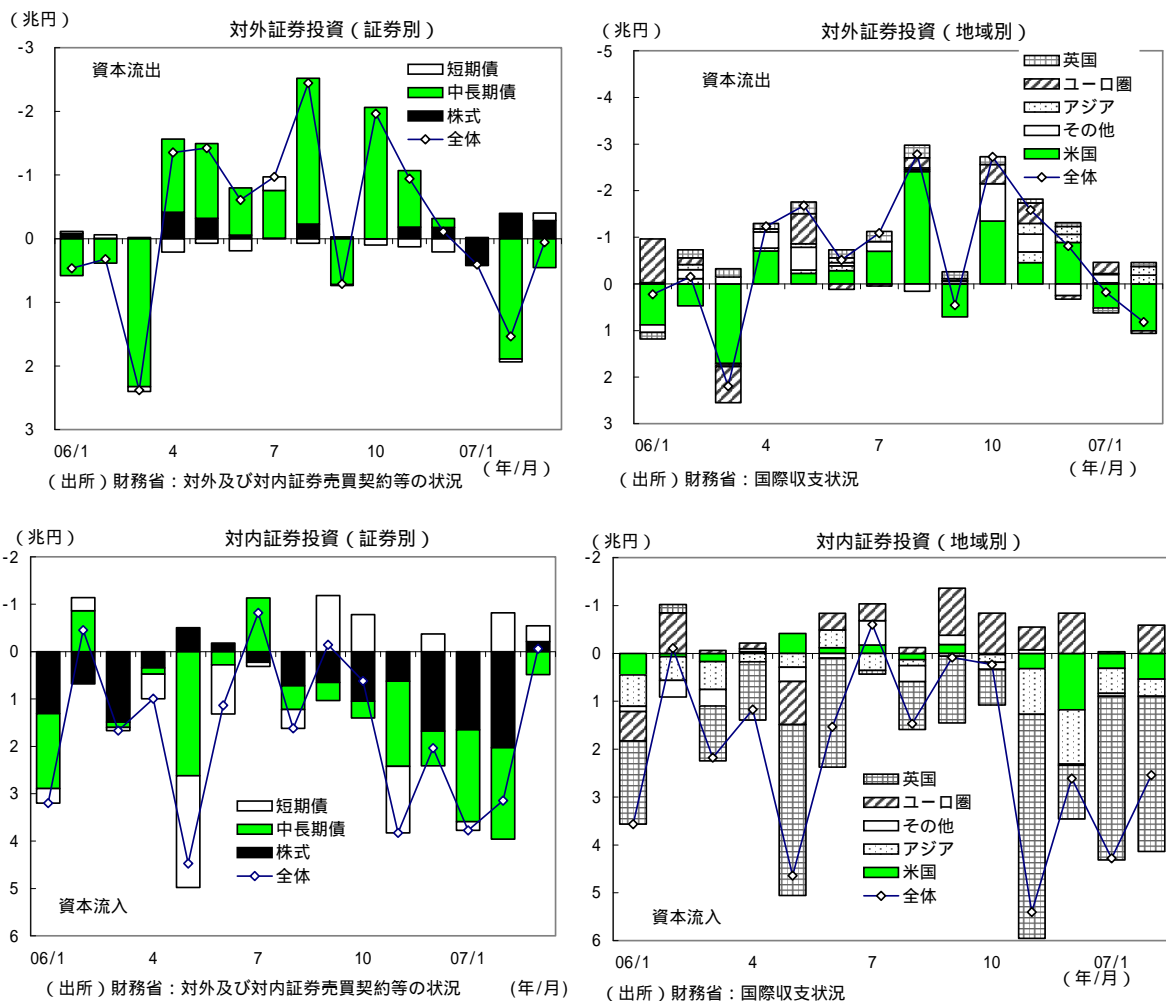 （兆円）
対外証券投資（証券別）
-3
-2
-1
0
1
2
3
資本流出
短期債
中長期債
株式
全体
06/1
4
7
10
07/1
（年/月）
（出所）財務省：対外及び対内証券売買契約等の状況
（兆円）
対外証券投資（地域別）
-5
-4
-3
-2
-1
0
1
2
3
資本流出
英国
ユーロ圏
アジア
その他
米国
全体
06/1
4
7
10
07/1
（年/月）
（出所）財務省：国際収支状況
（兆円）
対内証券投資（証券別）
-2
-1
0
1
2
3
4
5
6
短期債
中長期債
株式
全体
資本流入
06/1
4
7
10
07/1
（出所）財務省：対外及び対内証券売買契約等の状況
(年/月)
（兆円）
対内証券投資（地域別）
-2
-1
0
1
2
3
4
5
6
英国
ユーロ圏
その他
アジア
米国
全体
資本流入
06/1
4
7
10
07/1
（年/月）
（出所）財務省：国際収支状況